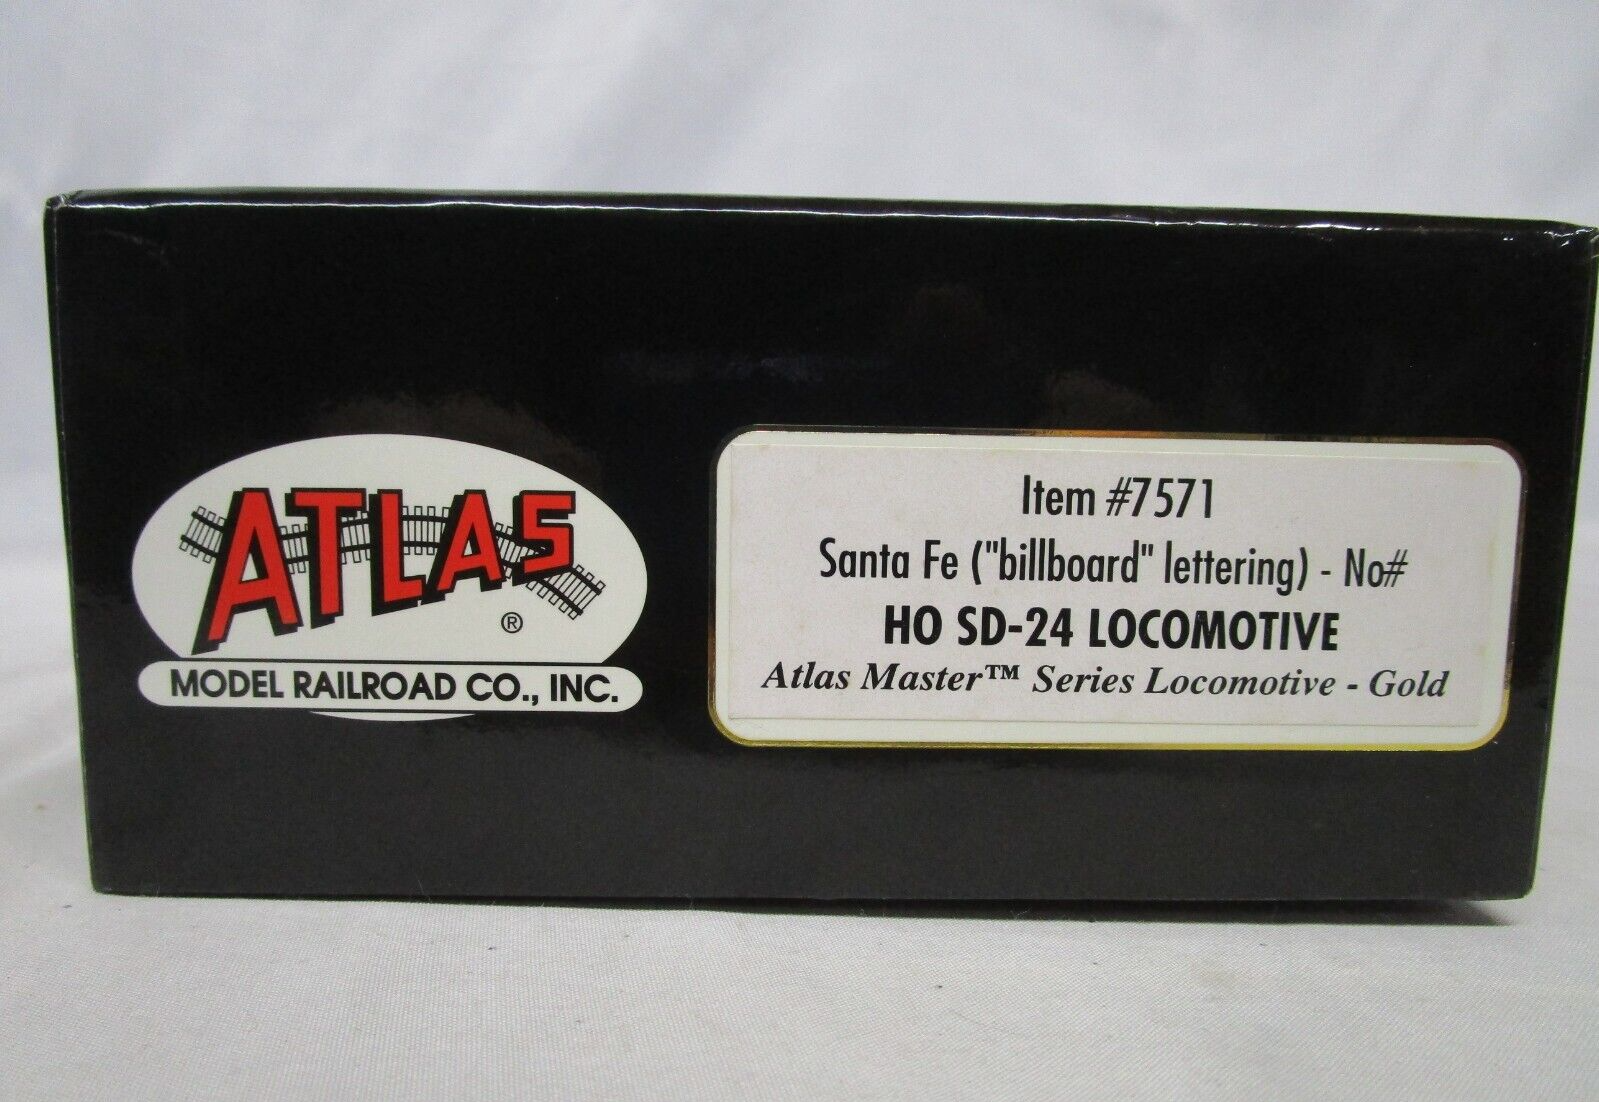 ATLAS
®
MODEL RAILROAD CO., INC.
Item #7571
Santa Fe ("billboard" lettering) - No#
HO SD-24 LOCOMOTIVE
Atlas Master™ Series Locomotive - Gold